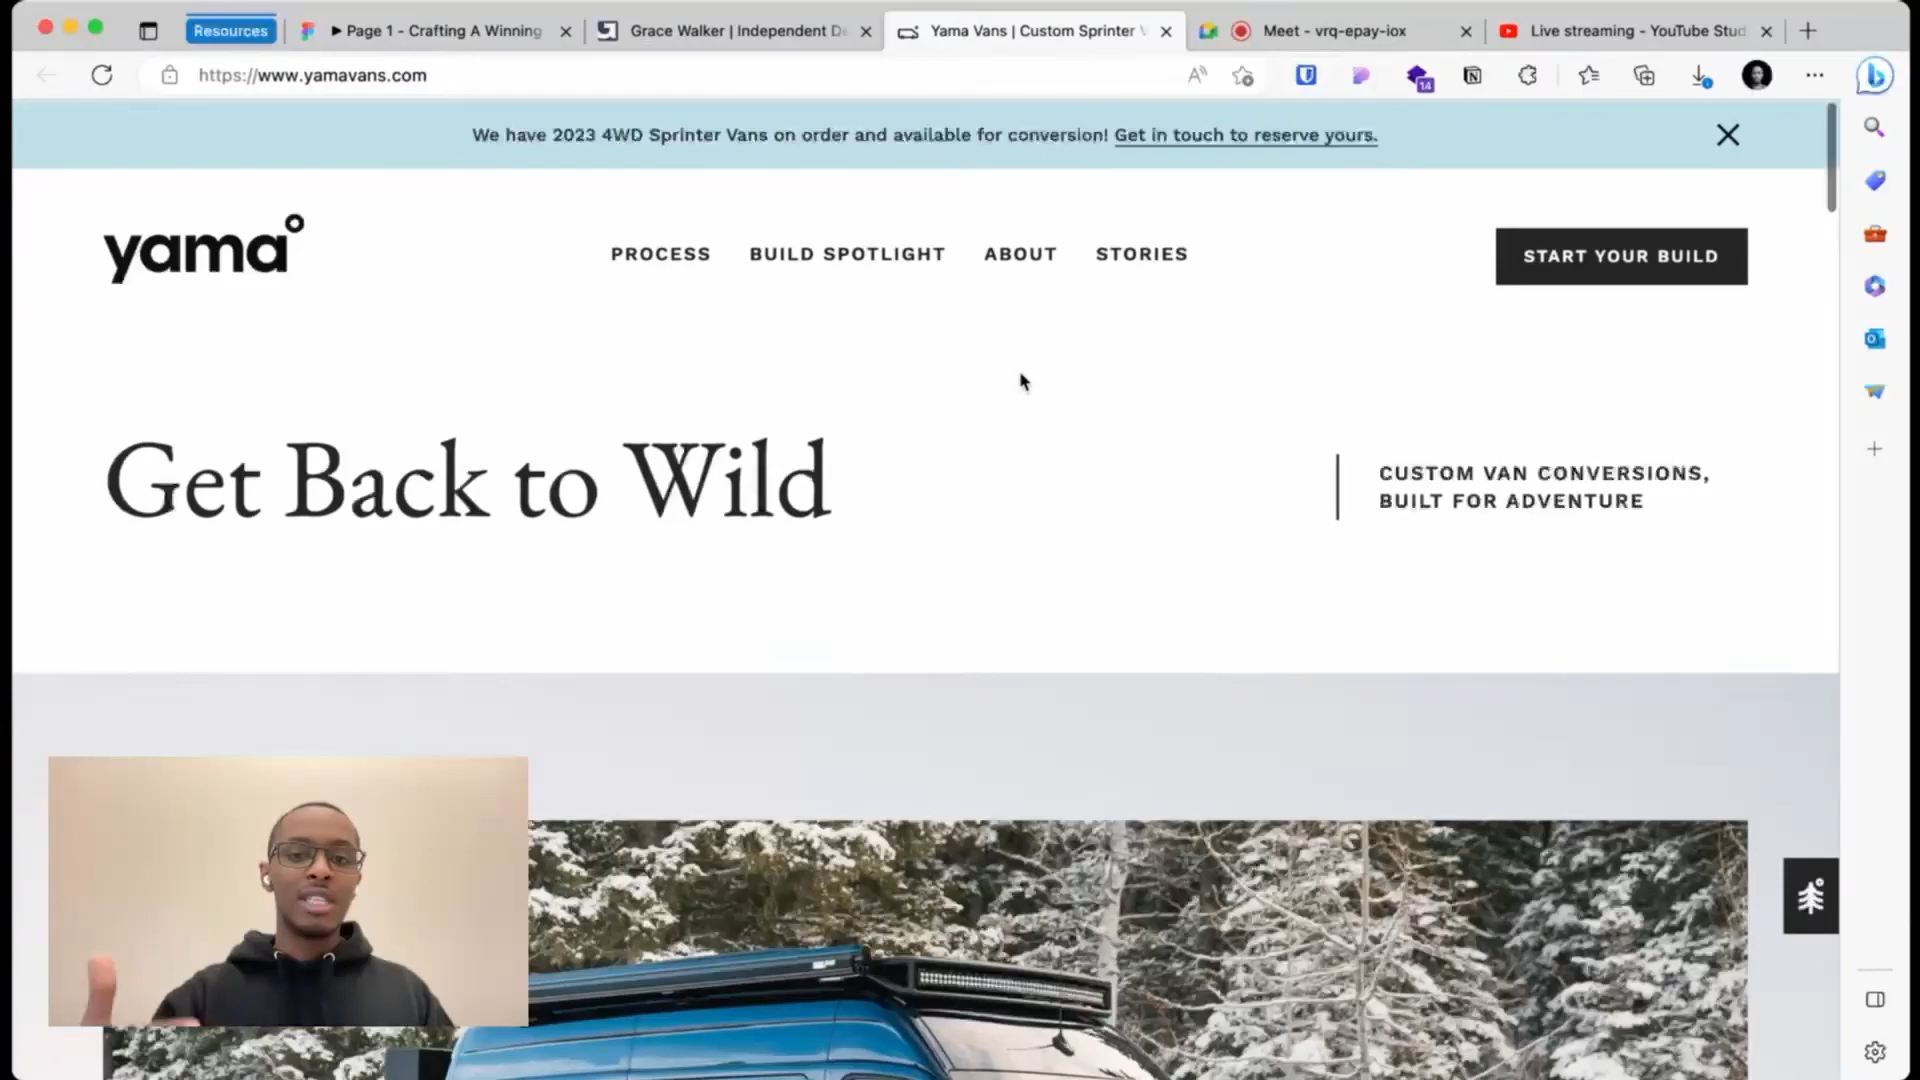 Resources
Page 1 - Crafting A Winning
Grace Walker | Independent D
Yama Vans | Custom Sprinter
Meet - vrq-epay-iox
Live streaming - YouTube Stud
https://www.yamavans.com
14
We have 2023 4WD Sprinter Vans on order and available for conversion! Get in touch to reserve yours.
yama
PROCESS
BUILD SPOTLIGHT
ABOUT
STORIES
START YOUR BUILD
Get Back to Wild
CUSTOM VAN CONVERSIONS,
BUILT FOR ADVENTURE